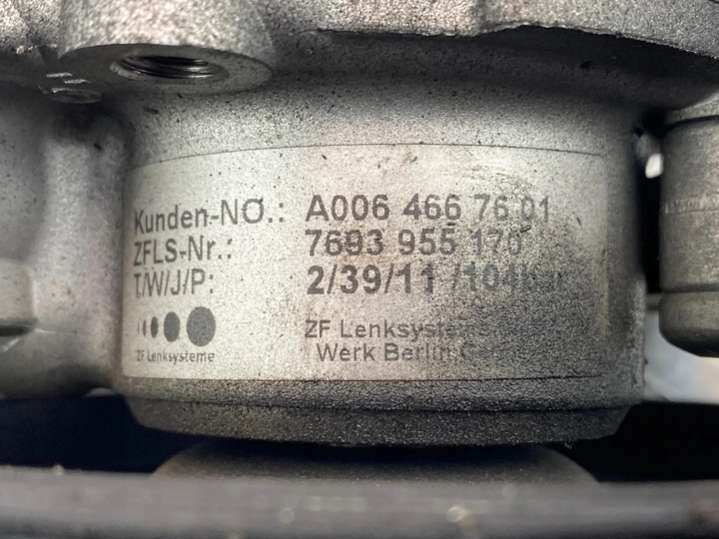 Kunden-NO.: A006 466 76 01
ZFLS-Nr.: 7693 955 170
T/W/J/P: 2/39/11 /104bar
ZF Lenksysteme
Werk Berlin
ZF Lenksysteme